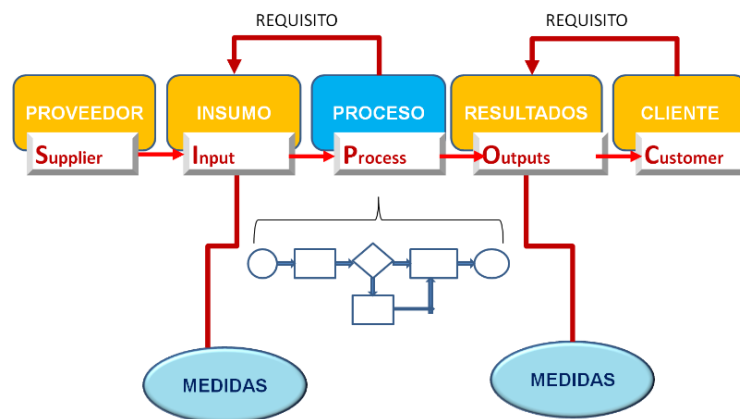 REQUISITO
REQUISITO
PROVEEDOR
INSUMO
PROCESO
RESULTADOS
CLIENTE
Supplier
Input
Process
Outputs
Customer
MEDIDAS
MEDIDAS